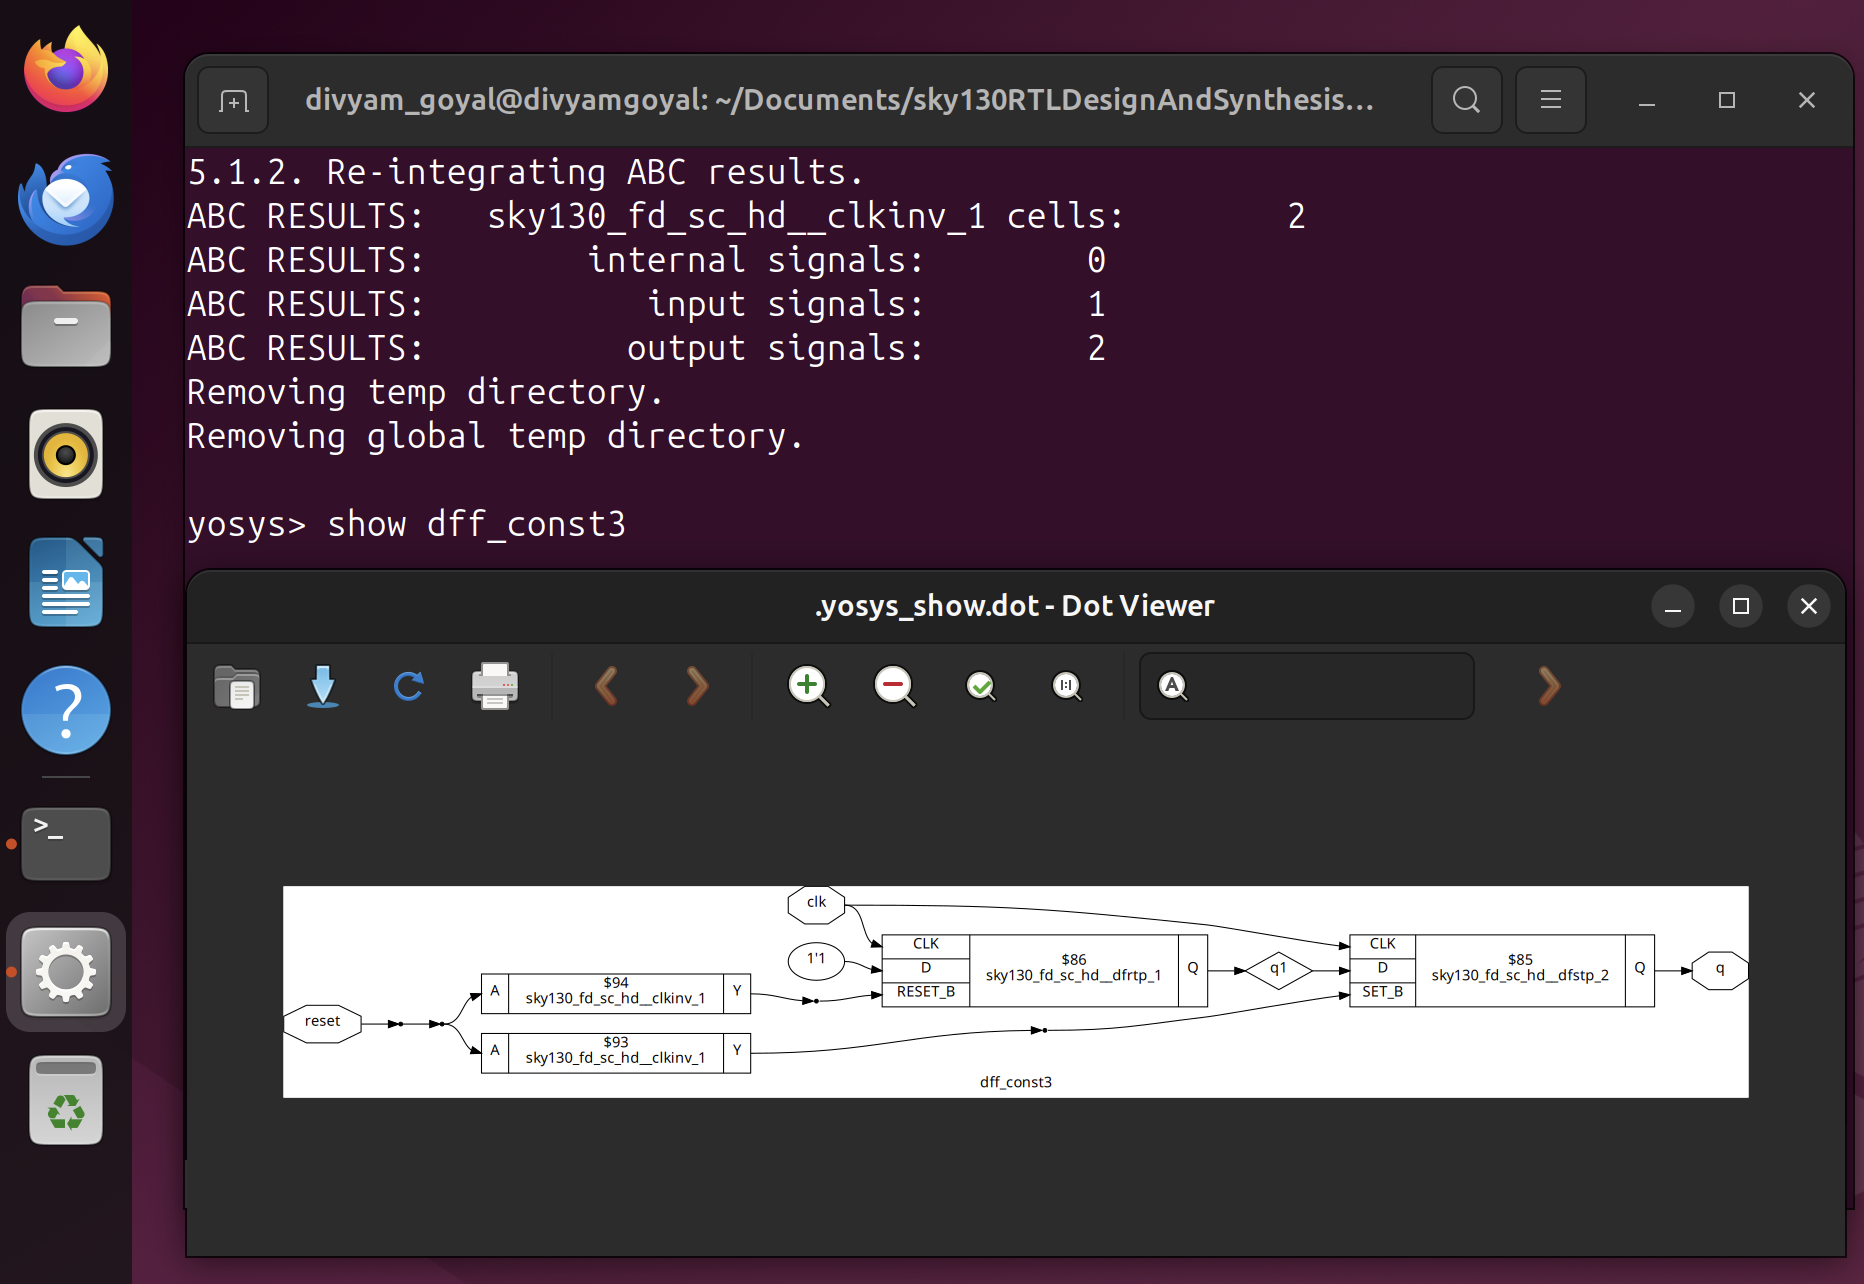 divyam_goyal@divyamgoyal: ~/Documents/sky130RTLDesignAndSynthesis...
5.1.2. Re-integrating ABC results.
ABC RESULTS:   sky130_fd_sc_hd__clkinv_1 cells:        2
ABC RESULTS:        internal signals:        0
ABC RESULTS:           input signals:        1
ABC RESULTS:          output signals:        2
Removing temp directory.
Removing global temp directory.
yosys> show dff_const3
.yosys_show.dot - Dot Viewer
clk
1'1
CLK
D
RESET_B
$86
sky130_fd_sc_hd__dfrtp_1
Q
q1
CLK
D
SET_B
$85
sky130_fd_sc_hd__dfstp_2
Q
q
reset
A
$94
sky130_fd_sc_hd__clkinv_1
Y
A
$93
sky130_fd_sc_hd__clkinv_1
Y
dff_const3